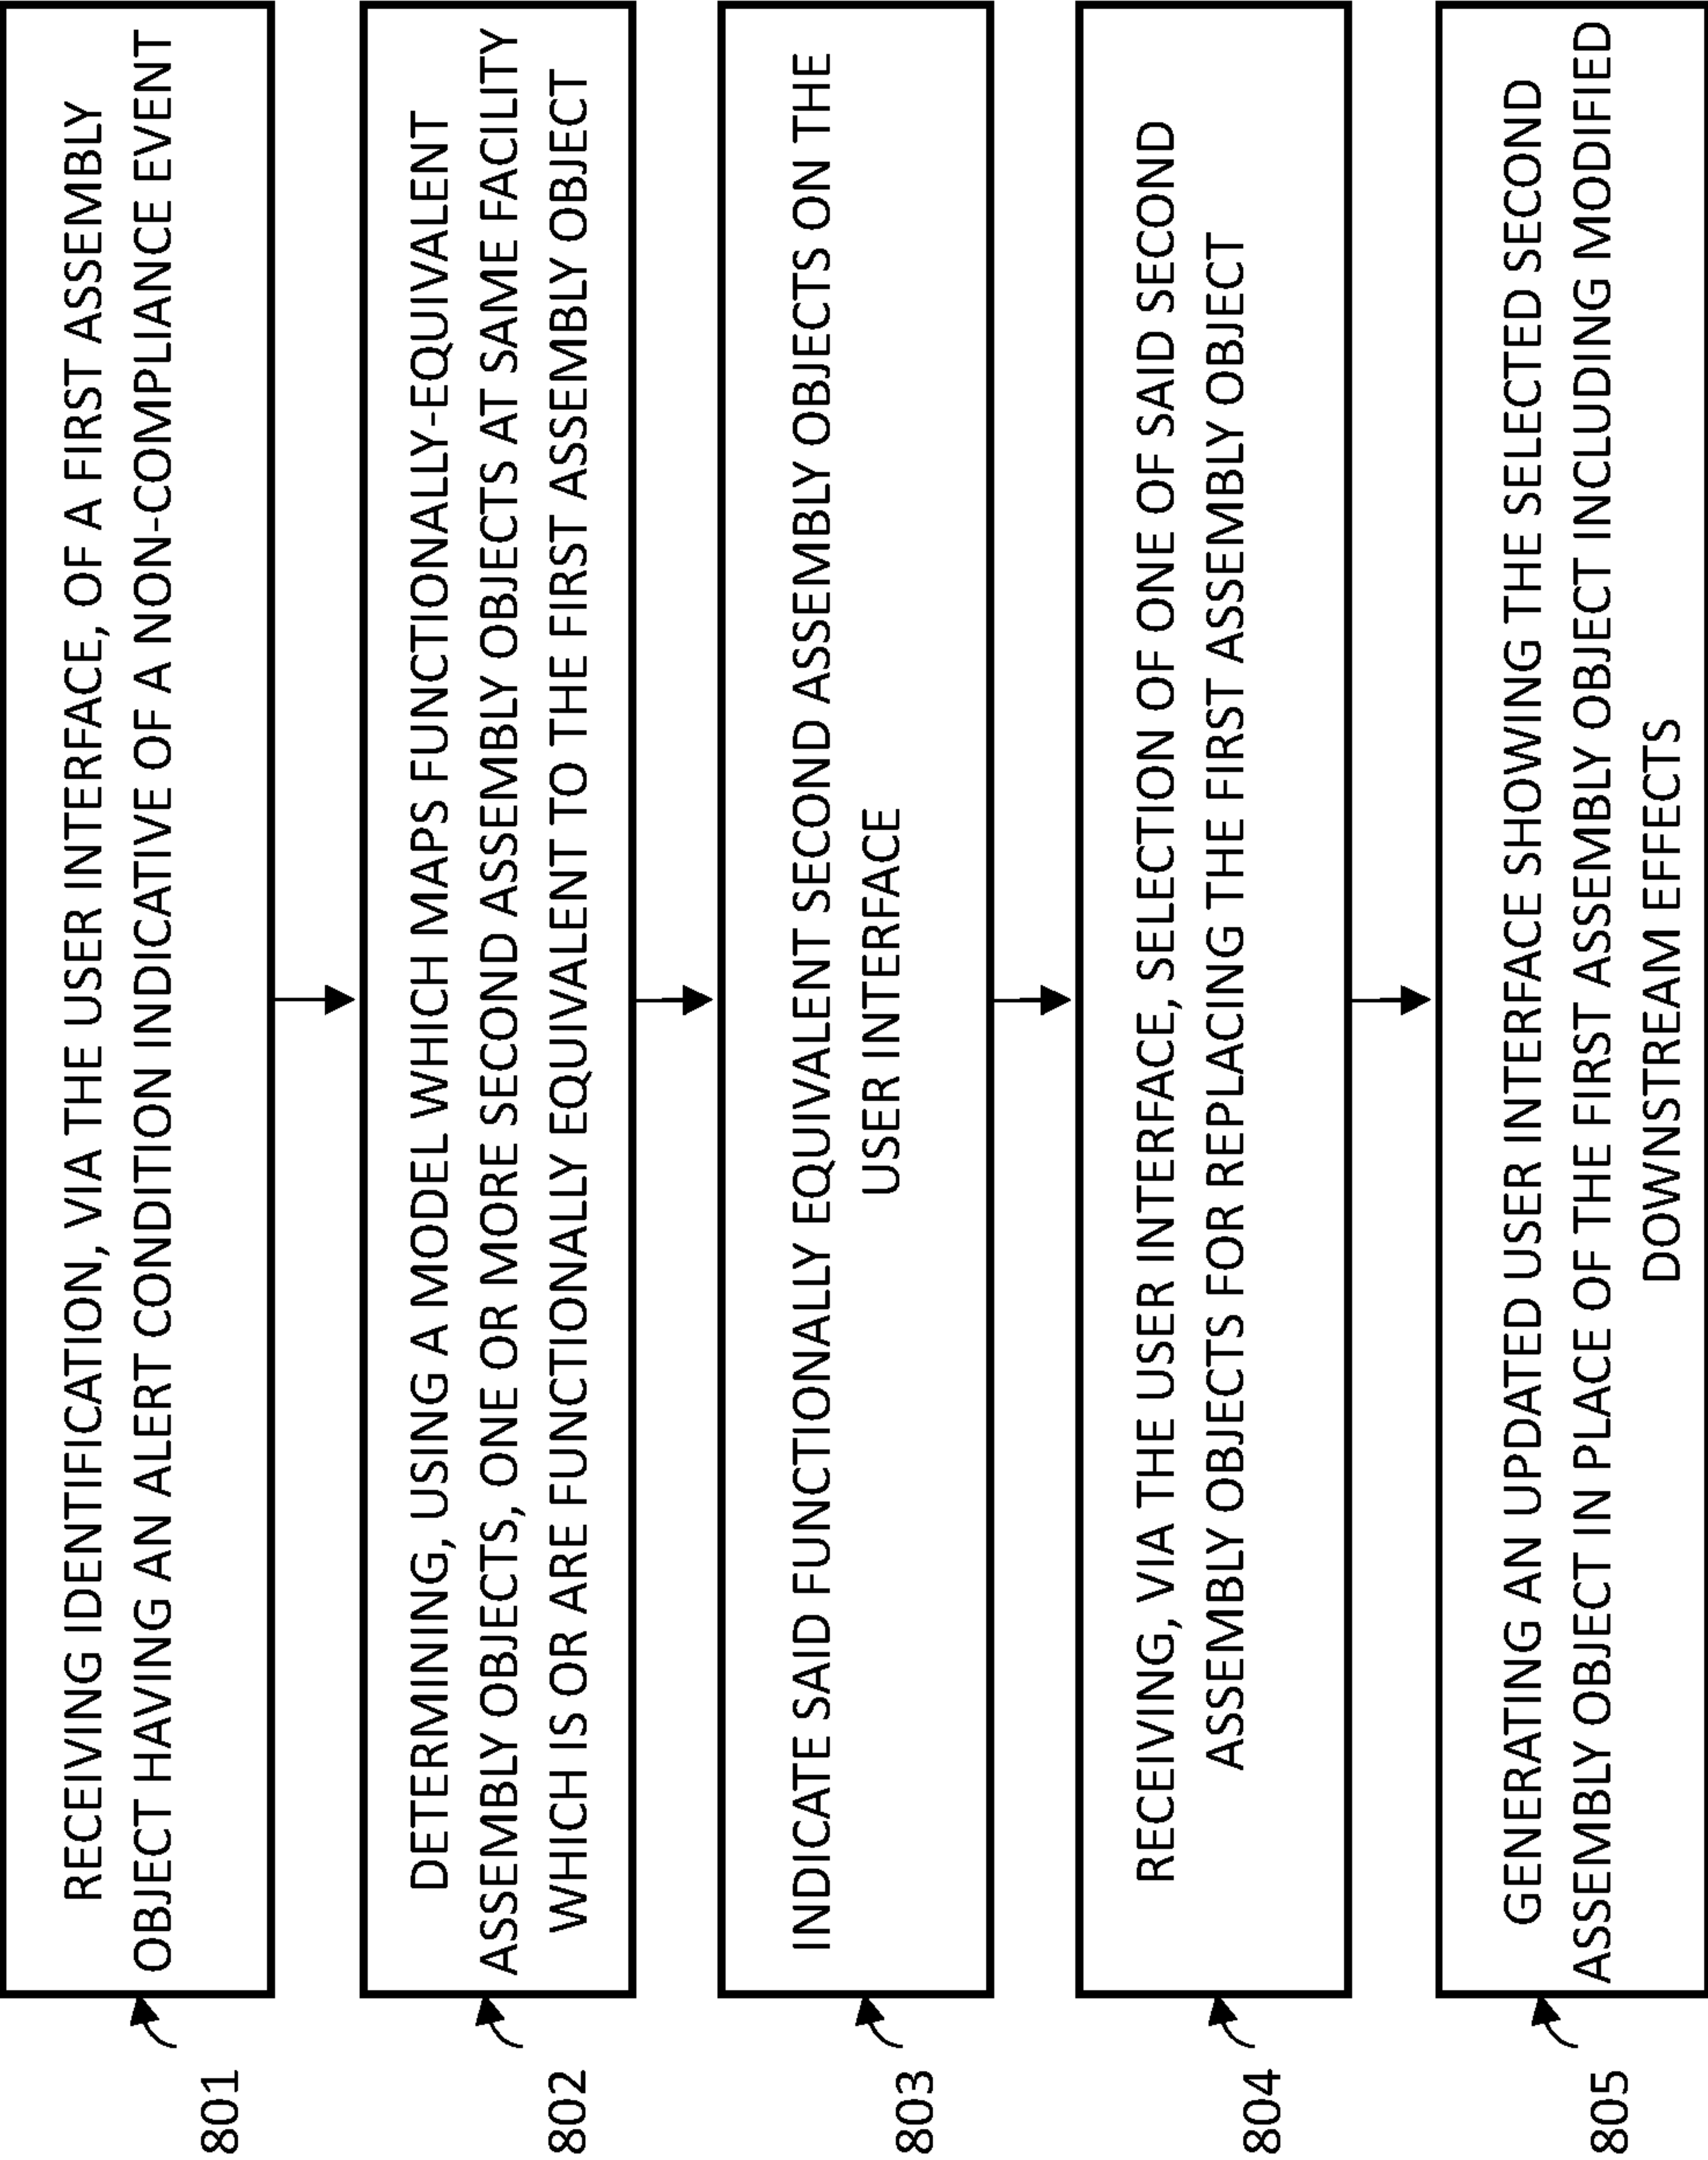 801
RECEIVING IDENTIFICATION, VIA THE USER INTERFACE, OF A FIRST ASSEMBLY
OBJECT HAVING AN ALERT CONDITION INDICATIVE OF A NON-COMPLIANCE EVENT
802
DETERMINING, USING A MODEL WHICH MAPS FUNCTIONALLY-EQUIVALENT
ASSEMBLY OBJECTS, ONE OR MORE SECOND ASSEMBLY OBJECTS AT SAME FACILITY
WHICH IS OR ARE FUNCTIONALLY EQUIVALENT TO THE FIRST ASSEMBLY OBJECT
803
INDICATE SAID FUNCTIONALLY EQUIVALENT SECOND ASSEMBLY OBJECTS ON THE
USER INTERFACE
804
RECEIVING, VIA THE USER INTERFACE, SELECTION OF ONE OF SAID SECOND
ASSEMBLY OBJECTS FOR REPLACING THE FIRST ASSEMBLY OBJECT
805
GENERATING AN UPDATED USER INTERFACE SHOWING THE SELECTED SECOND
ASSEMBLY OBJECT IN PLACE OF THE FIRST ASSEMBLY OBJECT INCLUDING MODIFIED
DOWNSTREAM EFFECTS